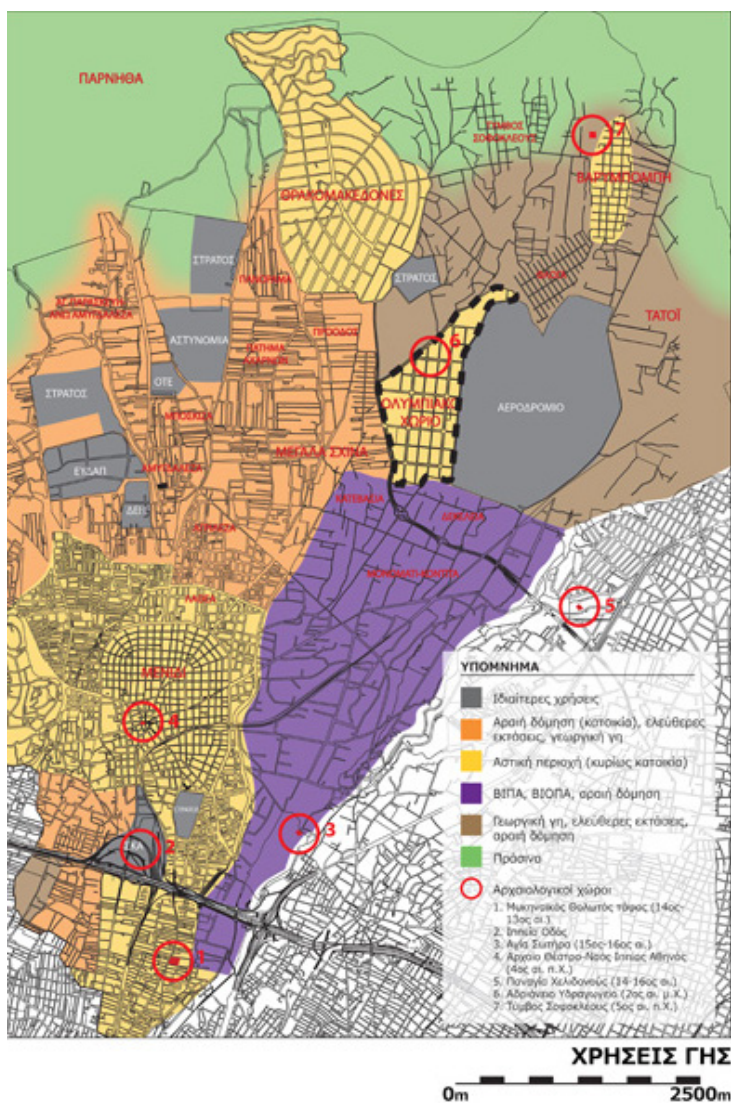 ΠΑΡΝΗΘΑ
ΤΥΜΒΟΣ
ΣΟΦΟΚΛΕΟΥΣ
7
ΒΑΡΥΜΠΟΜΠΗ
ΘΡΑΚΟΜΑΚΕΔΟΝΕΣ
ΣΤΡΑΤΟΣ
ΠΑΝΟΡΑΜΑ
ΣΤΡΑΤΟΣ
ΤΑΤΟΪ
ΑΣΤΥΝΟΜΙΑ
ΠΡΟΟΔΟΣ
6
ΟΤΕ
ΣΤΡΑΤΟΣ
ΟΛΥΜΠΙΑΚΟ
ΧΩΡΙΟ
ΑΕΡΟΔΡΟΜΙΟ
ΜΠΟΣΚΙΖΑ
ΜΕΓΑΛΑ ΣΧΙΝΑ
ΕΥΔΑΠ
ΑΜΥΓΔΑΛΕΖΑ
ΔΕΗ
5
ΜΕΝΙΔΙ
4
3
2
1
ΥΠΟΜΝΗΜΑ
Ιδιαίτερες χρήσεις
Αραιή δόμηση (κατοικία), ελεύθερες
εκτάσεις, γεωργική γη
Αστική περιοχή (κυρίως κατοικία)
ΒΙΠΑ, ΒΙΟΠΑ, αραιή δόμηση
Γεωργική γη, ελεύθερες εκτάσεις,
αραιή δόμηση
Πράσινο
Αρχαιολογικοί χώροι
1. Μυκηναϊκός Θολωτός τάφος (14ος-
13ος αι.)
2. Ιππεία Οδός
3. Αγία Σωτήρα (15ος-16ος αι.)
4. Αρχαίο Θέατρο-Ναός Ιππείας Αθηνάς
(4ος αι. π.Χ.)
5. Παναγία Χελιδονούς (14-16ος αι.)
6. Αδριάνειο Υδραγωγείο (2ος αι. μ.Χ.)
7. Τύμβος Σοφοκλέους (5ος αι. π.Χ.)
ΧΡΗΣΕΙΣ ΓΗΣ
0m
2500m